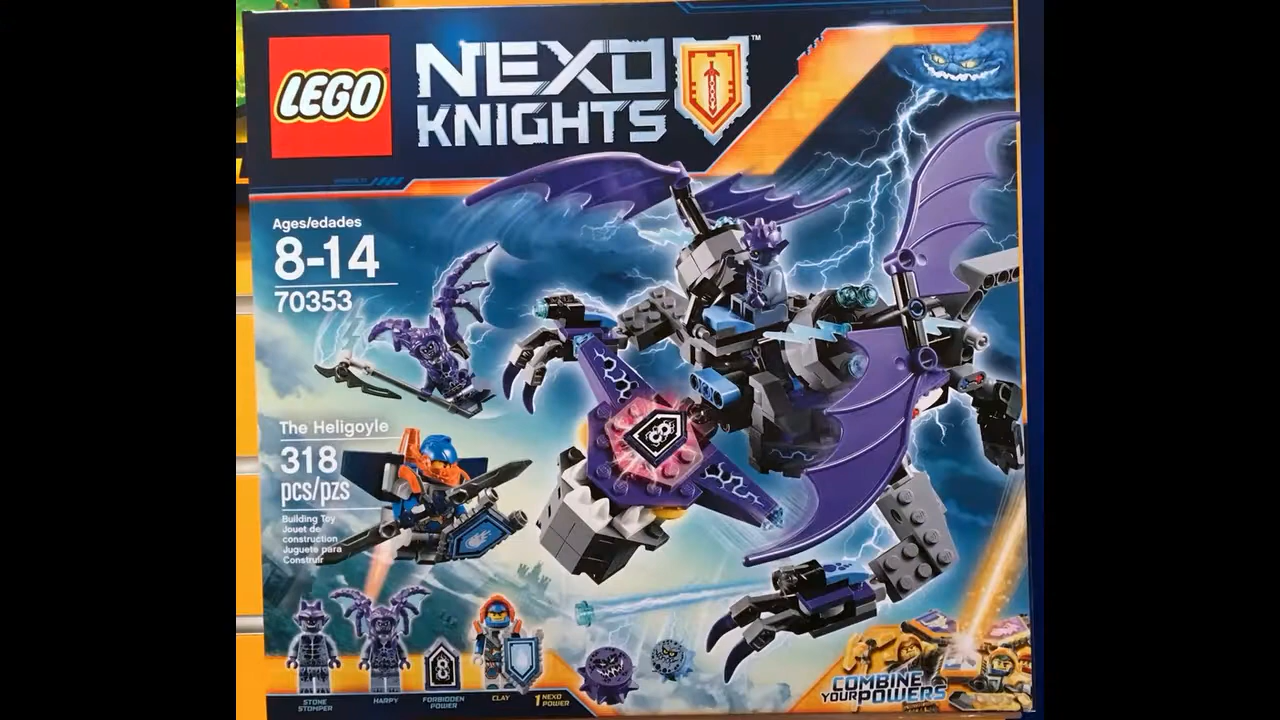 LEGO
NEXO
KNIGHTS
™
Ages/edades
8-14
70353
The Heligoyle
318
pcs/pzs
Building Toy
Jouet de
construction
Juguete para
Construir
STONE
STOMPER
HARPY
FORBIDDEN
POWER
CLAY
1 NEXO
POWER
COMBINE
YOUR POWERS